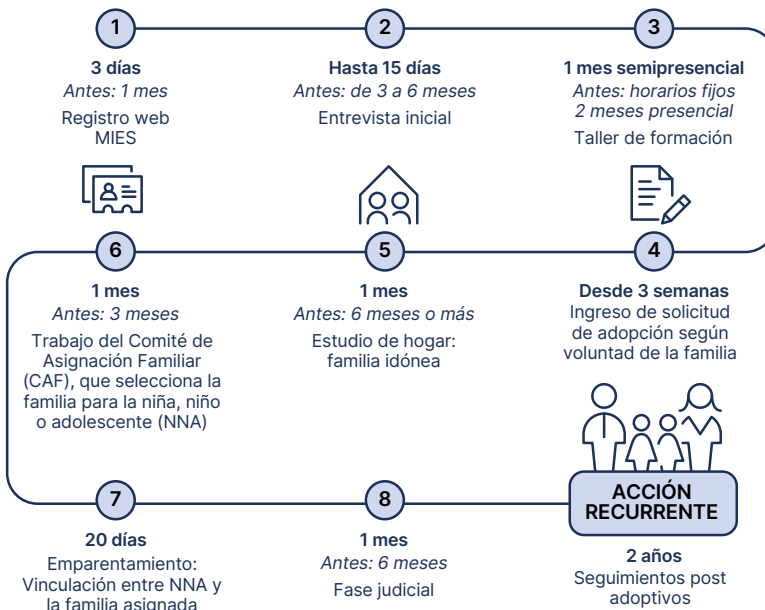 1
3 días
Antes: 1 mes
Registro web
MIES
2
Hasta 15 días
Antes: de 3 a 6 meses
Entrevista inicial
3
1 mes semipresencial
Antes: horarios fijos
2 meses presencial
Taller de formación
4
Desde 3 semanas
Ingreso de solicitud
de adopción según
voluntad de la familia
5
1 mes
Antes: 6 meses o más
Estudio de hogar:
familia idónea
6
1 mes
Antes: 3 meses
Trabajo del Comité de
Asignación Familiar
(CAF), que selecciona la
familia para la niña, niño
o adolescente (NNA)
7
20 días
Emparentamiento:
Vinculación entre NNA y
la familia asignada
8
1 mes
Antes: 6 meses
Fase judicial
ACCIÓN
RECURRENTE
2 años
Seguimientos post
adoptivos